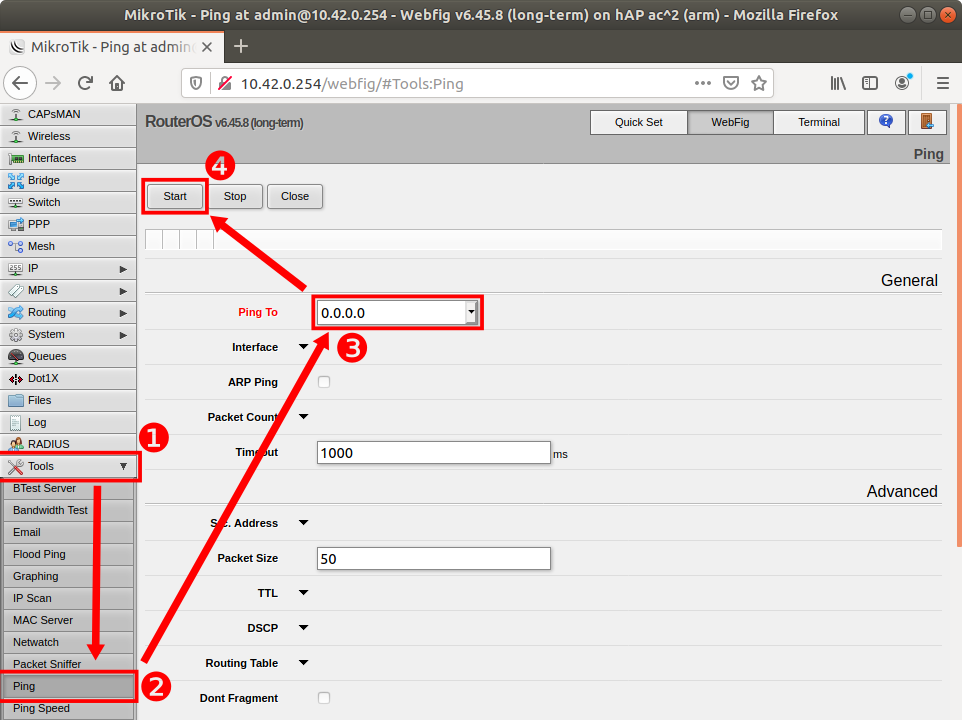 MikroTik - Ping at admin@10.42.0.254 - Webfig v6.45.8 (long-term) on hAP ac^2 (arm) - Mozilla Firefox
MikroTik - Ping at admin
10.42.0.254/webfig/#Tools:Ping
CAPsMAN
Wireless
Interfaces
Bridge
Switch
PPP
Mesh
255 IP
MPLS
Routing
System
Queues
Dot1X
Files
Log
RADIUS
1
Tools
BTest Server
Bandwidth Test
Email
Flood Ping
Graphing
IP Scan
MAC Server
Netwatch
Packet Sniffer
Ping
2
Ping Speed
RouterOS v6.45.8 (long-term)
Quick Set WebFig Terminal ?
Ping
4
Start Stop Close
General
Ping To 0.0.0.0
3
Interface
ARP Ping
Packet Count
Timeout 1000 ms
Advanced
Src. Address
Packet Size 50
TTL
DSCP
Routing Table
Dont Fragment